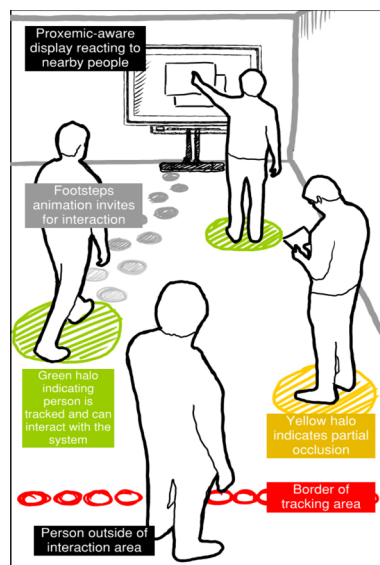 Proxemic-aware
display reacting to
nearby people
Footsteps
animation invites
for interaction
Green halo
indicating
person is
tracked and can
interact with the
system
Yellow halo
indicates partial
occlusion
Border of
tracking area
Person outside of
interaction area